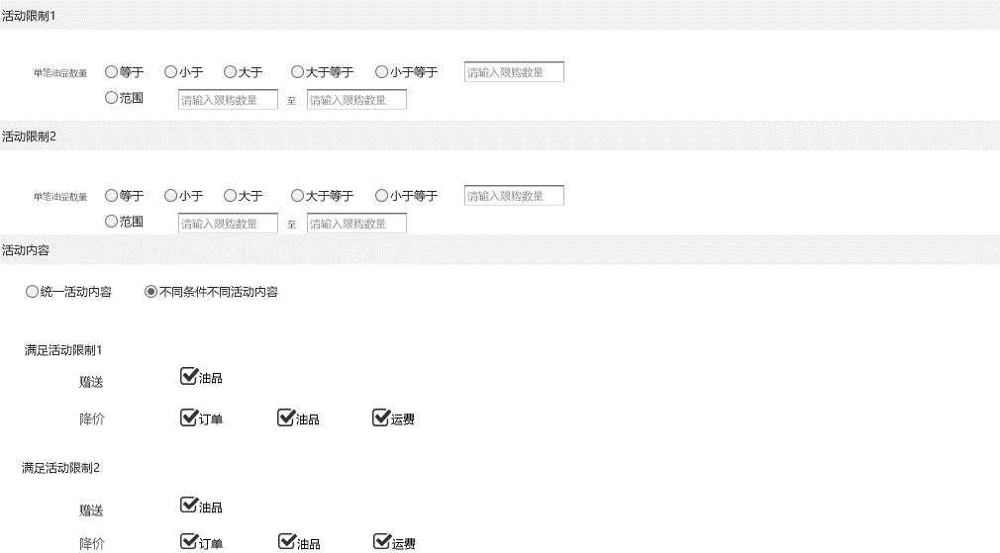 活动限制1
单笔油品数量 等于 小于 大于 大于等于 小于等于 请输入限购数量
范围 请输入限购数量 至 请输入限购数量
活动限制2
单笔油品数量 等于 小于 大于 大于等于 小于等于 请输入限购数量
范围 请输入限购数量 至 请输入限购数量
活动内容
统一活动内容 不同条件不同活动内容
满足活动限制1
赠送 油品
降价 订单 油品 运费
满足活动限制2
赠送 油品
降价 订单 油品 运费